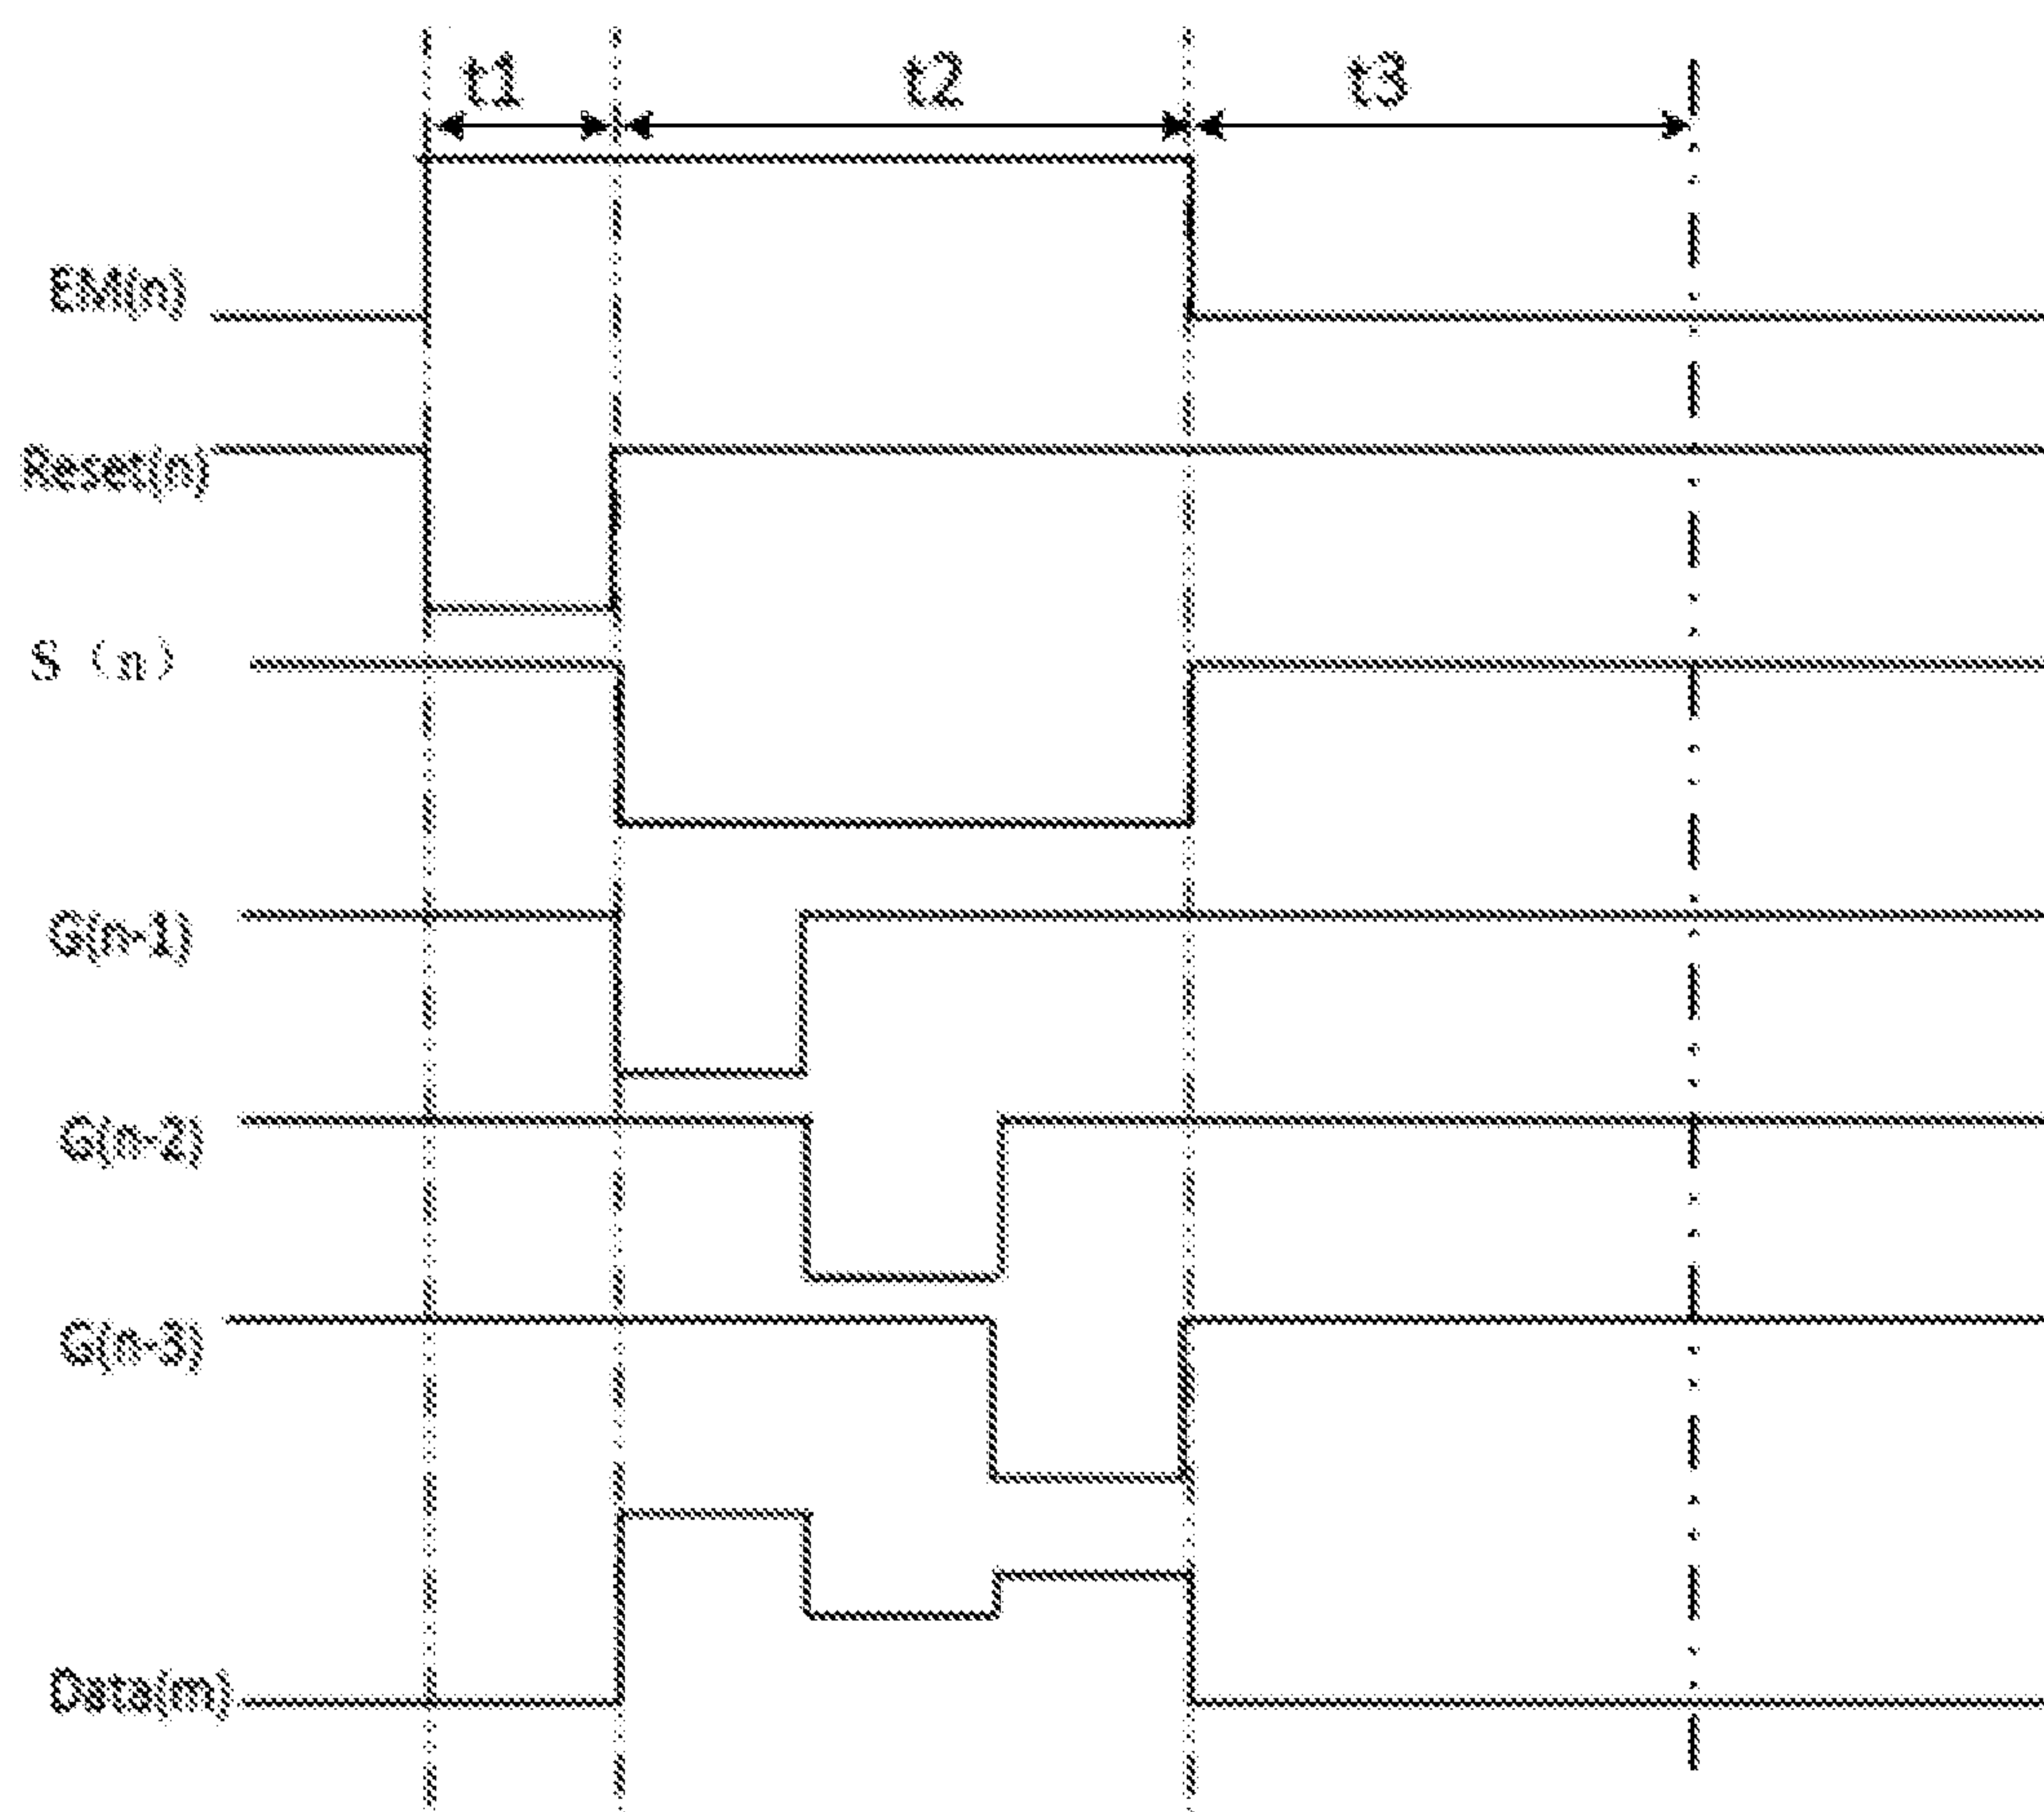 t1 t2 t3
EM(n)
Reset(n)
S（n）
G(n-1)
G(n-2)
G(n-3)
Data(m)